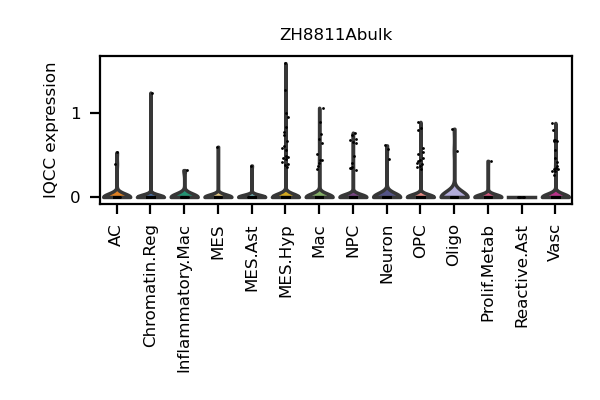 ZH8811Abulk
IQCC expression
1
0
AC
Chromatin.Reg
Inflammatory.Mac
MES
MES.Ast
MES.Hyp
Mac
NPC
Neuron
OPC
Oligo
Prolif.Metab
Reactive.Ast
Vasc